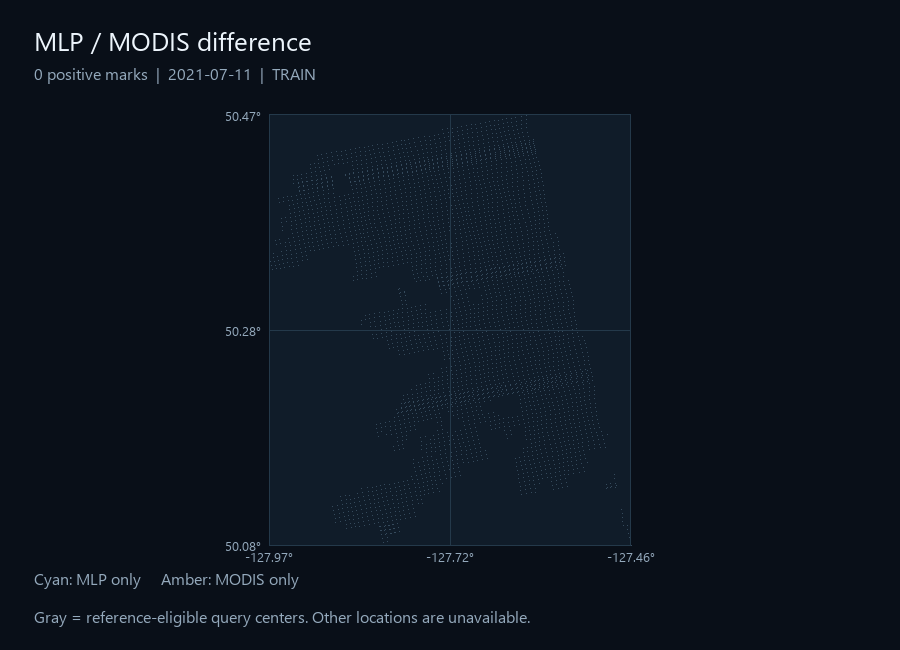 MLP / MODIS difference
0 positive marks | 2021-07-11 | TRAIN
50.47°
50.28°
50.08°
-127.97° -127.72° -127.46°
Cyan: MLP only Amber: MODIS only
Gray = reference-eligible query centers. Other locations are unavailable.